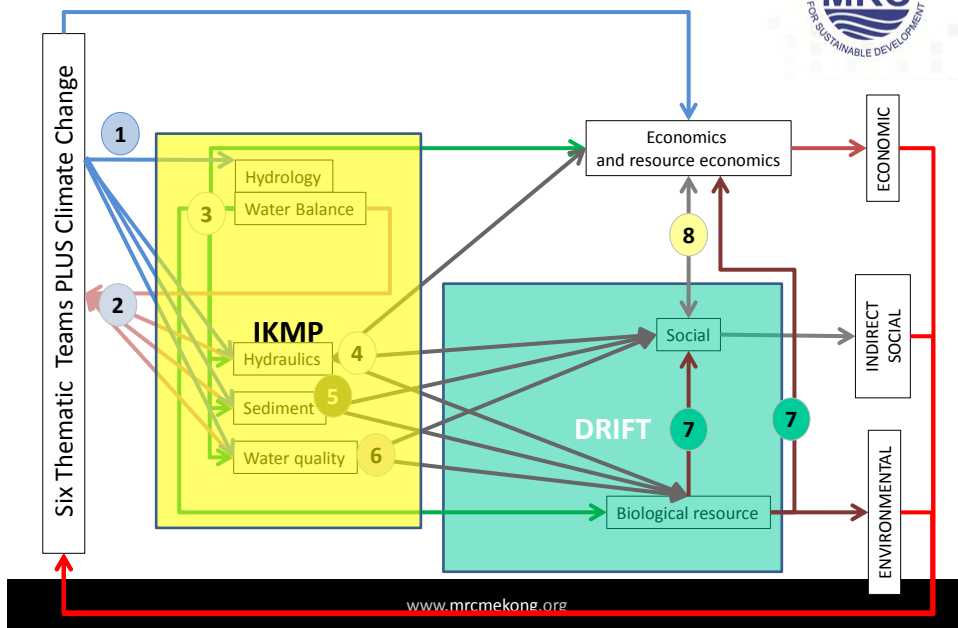 MRC
FOR SUSTAINABLE DEVELOPMENT
Six Thematic Teams PLUS Climate Change
1
2
IKMP
Hydrology
Water Balance
3
Hydraulics
4
Sediment
5
Water quality
6
Economics
and resource economics
8
DRIFT
Social
7
7
Biological resource
ECONOMIC
INDIRECT
SOCIAL
ENVIRONMENTAL
www.mrcmekong.org